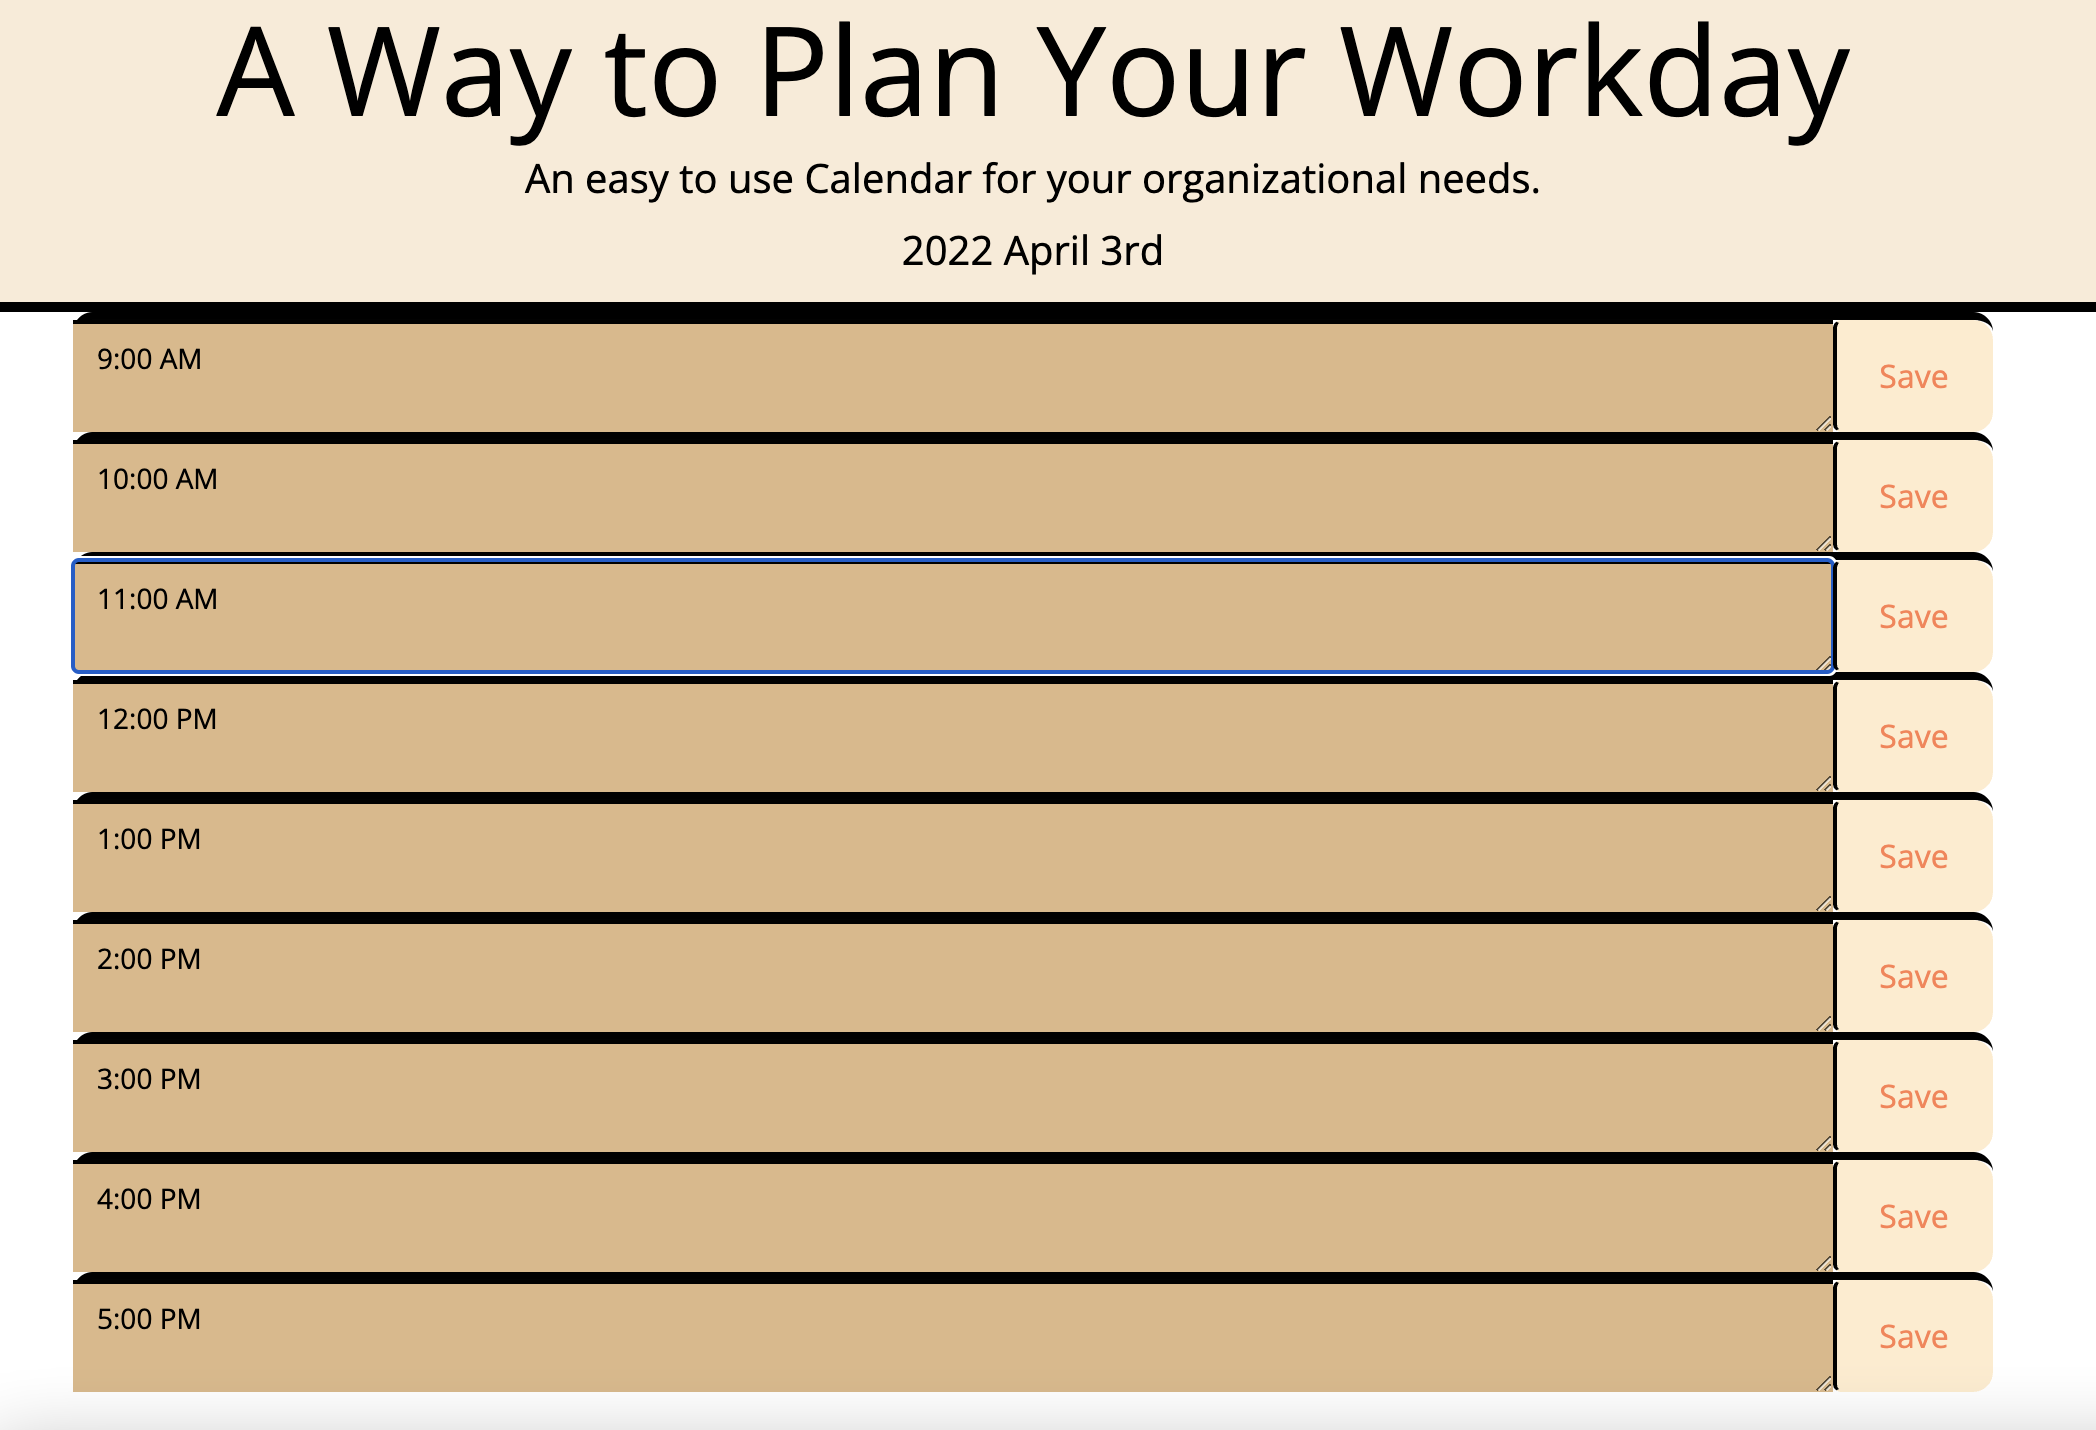 A Way to Plan Your Workday
An easy to use Calendar for your organizational needs.
2022 April 3rd
9:00 AM
Save
10:00 AM
Save
11:00 AM
Save
12:00 PM
Save
1:00 PM
Save
2:00 PM
Save
3:00 PM
Save
4:00 PM
Save
5:00 PM
Save